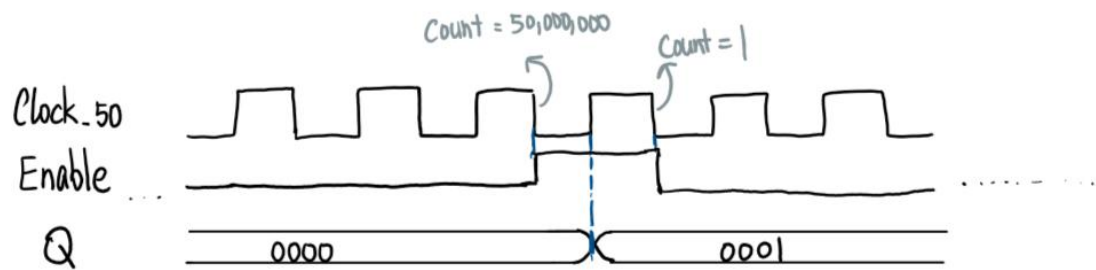 Count = 50,000,000
Count = 1
Clock_50
Enable
Q
0000
0001